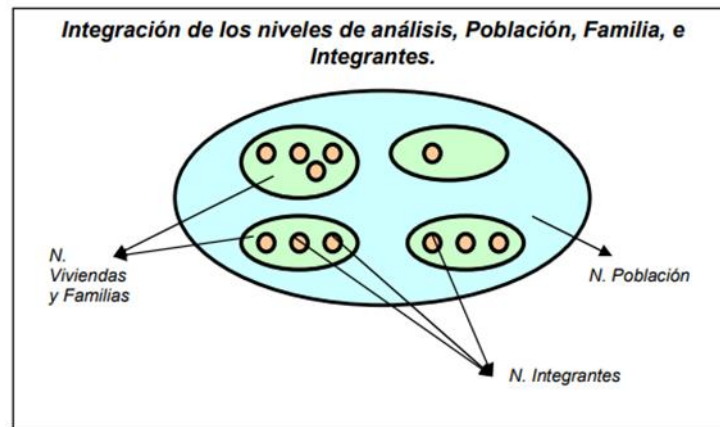 Integración de los niveles de análisis, Población, Familia, e
Integrantes.
N.
Viviendas
y Familias
N. Población
N. Integrantes